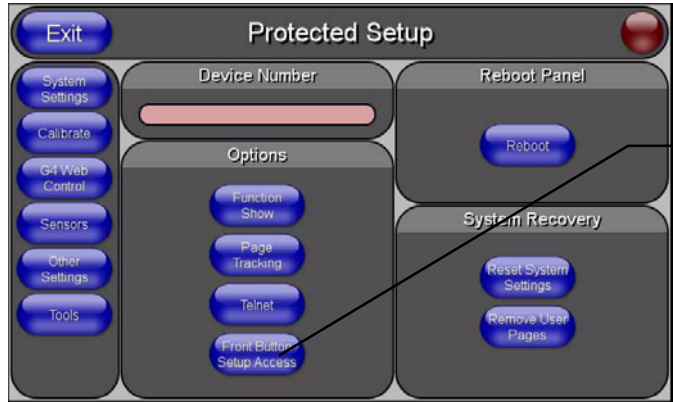 Exit
Protected Setup
System
Settings
Calibrate
G4 Web
Control
Sensors
Other
Settings
Tools
Device Number
Options
Function
Show
Page
Tracking
Telnet
Front Button
Setup Access
Reboot Panel
Reboot
System Recovery
Reset System
Settings
Remove User
Pages